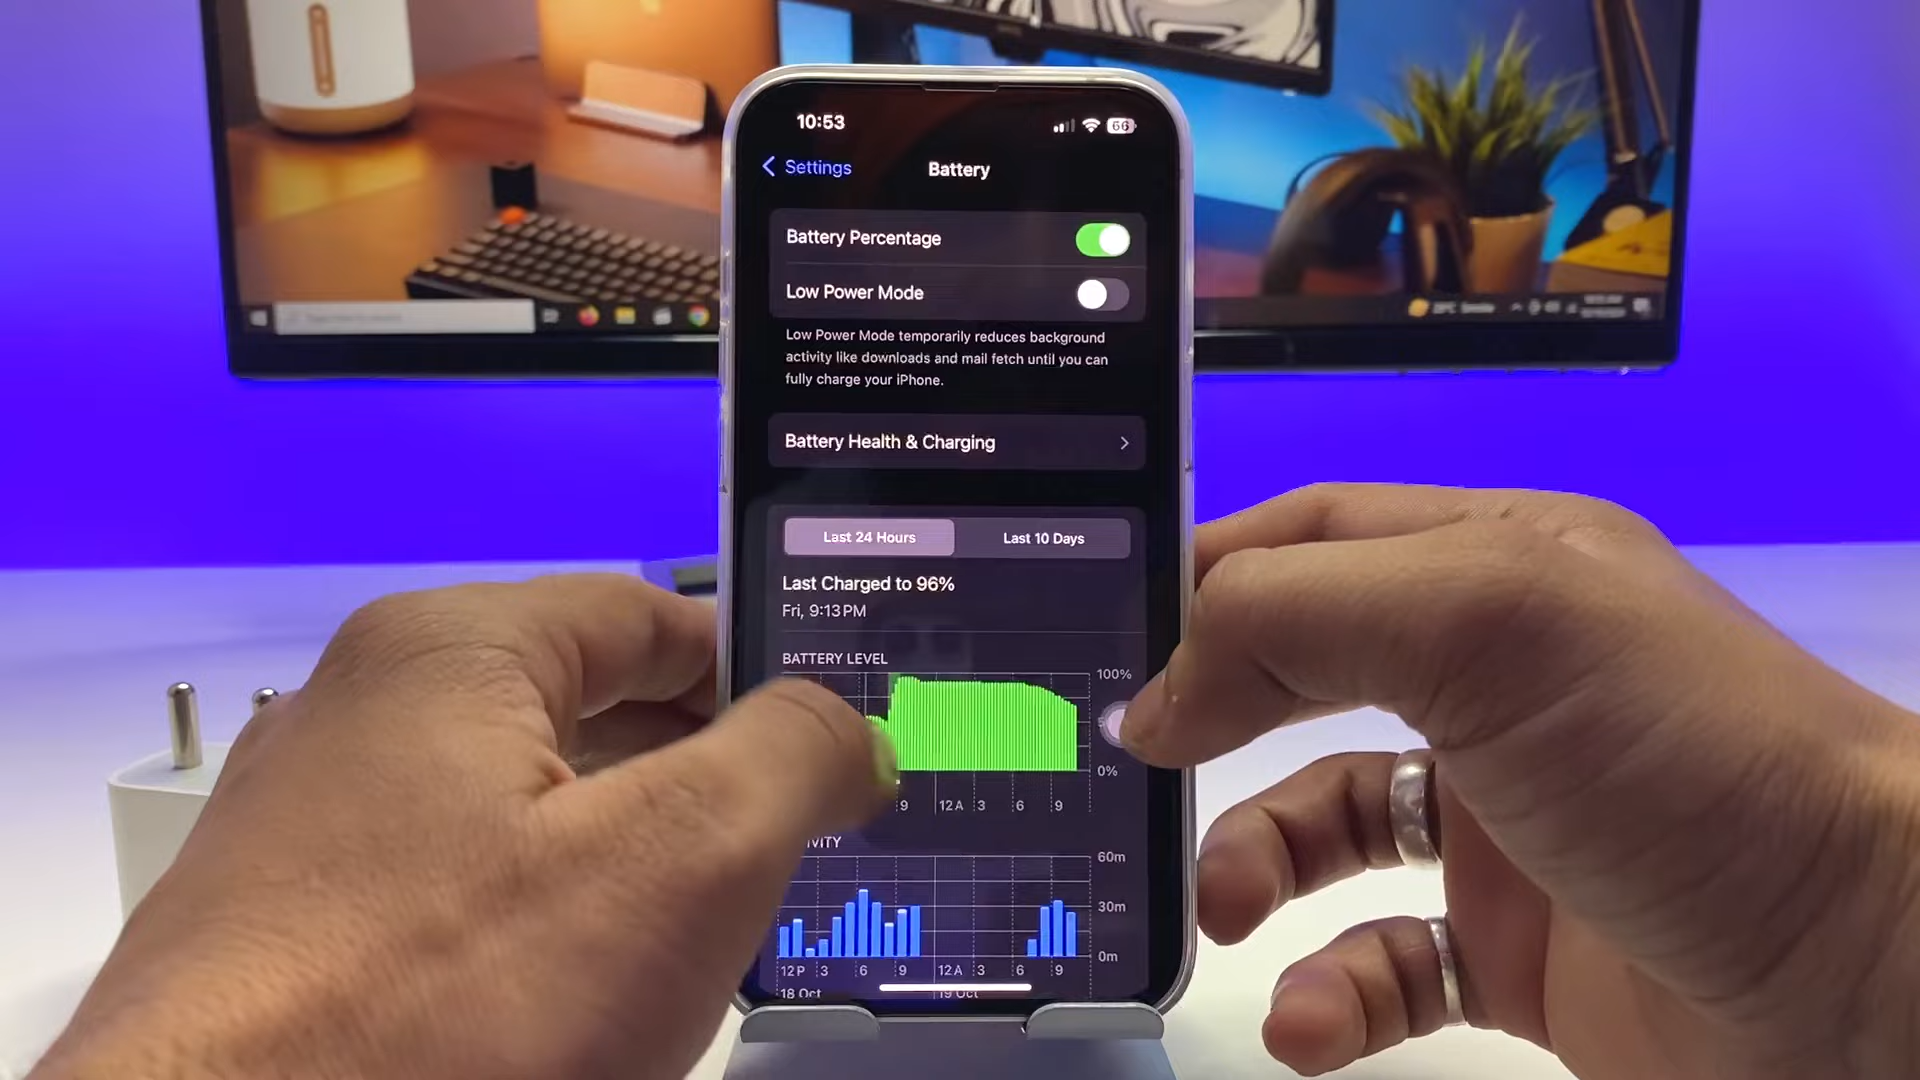 10:53
66
Settings
Battery
Battery Percentage
Low Power Mode
Low Power Mode temporarily reduces background
activity like downloads and mail fetch until you can
fully charge your iPhone.
Battery Health & Charging
Last 24 Hours
Last 10 Days
Last Charged to 96%
Fri, 9:13 PM
BATTERY LEVEL
100%
0%
9 12 A 3 6 9
60m
30m
0m
12 P 3 6 9 12 A 3 6 9
18 Oct 19 Oct